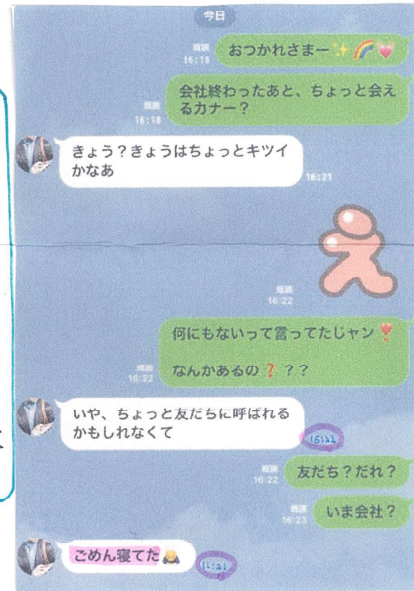 今日
既読
16:18
おつかれさまー✨🌈💗
既読
16:18
会社終わったあと、ちょっと会え
るカナー?
きょう?きょうはちょっとキツイ
かなあ
16:21
既読
16:22
何にもないって言ってたじャン❣️
なんかあるの❓??
既読
16:22
いや、ちょっと友だちに呼ばれる
かもしれなくて
16:22
既読
16:22
友だち?だれ?
既読
16:23
いま会社?
ごめん寝てた🙇